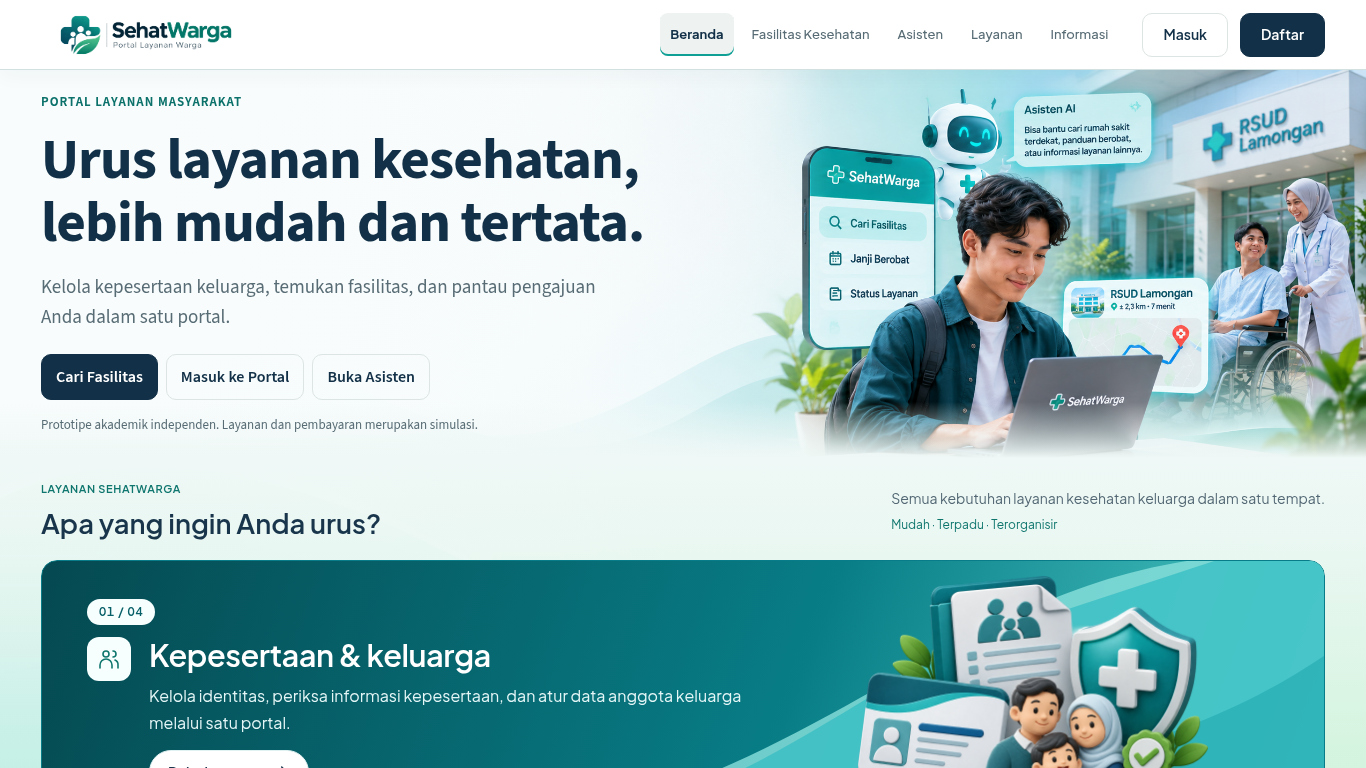 SehatWarga
Portal Layanan Warga
Beranda
Fasilitas Kesehatan
Asisten
Layanan
Informasi
Masuk
Daftar
PORTAL LAYANAN MASYARAKAT
Urus layanan kesehatan,
lebih mudah dan tertata.
Kelola kepesertaan keluarga, temukan fasilitas, dan pantau pengajuan
Anda dalam satu portal.
Cari Fasilitas
Masuk ke Portal
Buka Asisten
Prototipe akademik independen. Layanan dan pembayaran merupakan simulasi.
Asisten AI
Bisa bantu cari rumah sakit
terdekat, panduan berobat,
atau informasi layanan lainnya.
RSUD
Lamongan
SehatWarga
Cari Fasilitas
Janji Berobat
Status Layanan
RSUD Lamongan
± 2,3 km • 7 menit
SehatWarga
LAYANAN SEHATWARGA
Apa yang ingin Anda urus?
Semua kebutuhan layanan kesehatan keluarga dalam satu tempat.
Mudah · Terpadu · Terorganisir
01 / 04
Kepesertaan & keluarga
Kelola identitas, periksa informasi kepesertaan, dan atur data anggota keluarga
melalui satu portal.